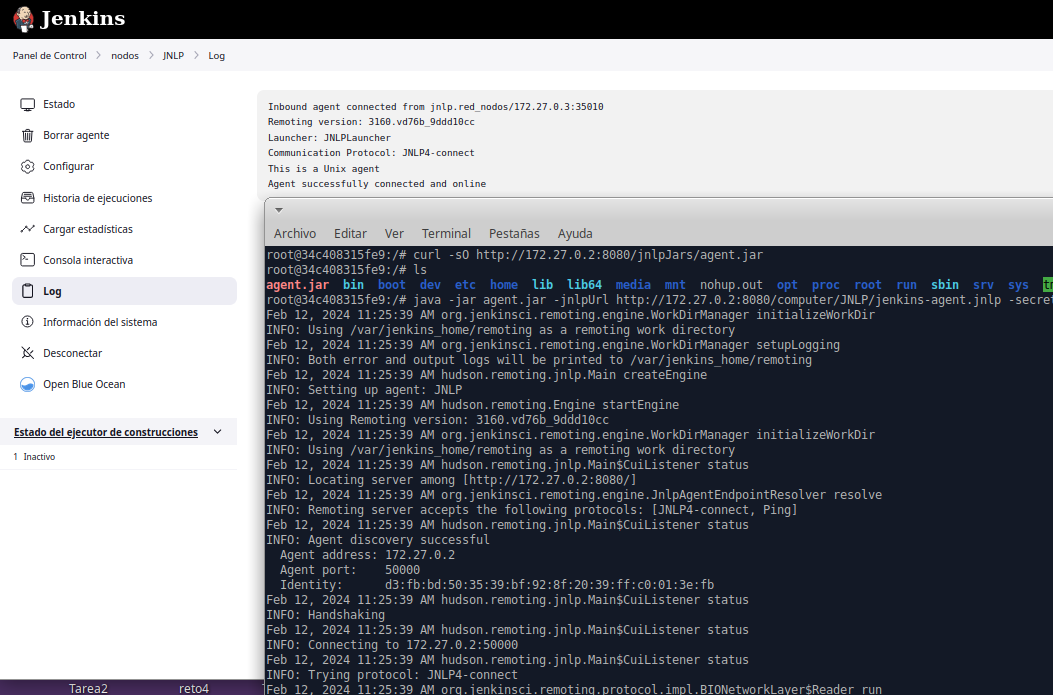 Jenkins
Panel de Control > nodos > JNLP > Log
Estado
Borrar agente
Configurar
Historia de ejecuciones
Cargar estadísticas
Consola interactiva
Log
Información del sistema
Desconectar
Open Blue Ocean
Estado del ejecutor de construcciones
1 Inactivo
Inbound agent connected from jnlp.red_nodos/172.27.0.3:35010
Remoting version: 3160.vd76b_9ddd10cc
Launcher: JNLPLauncher
Communication Protocol: JNLP4-connect
This is a Unix agent
Agent successfully connected and online
Archivo Editar Ver Terminal Pestañas Ayuda
root@34c408315fe9:/# curl -sO http://172.27.0.2:8080/jnlpJars/agent.jar
root@34c408315fe9:/# ls
agent.jar bin boot dev etc home lib lib64 media mnt nohup.out opt proc root run sbin srv sys
root@34c408315fe9:/# java -jar agent.jar -jnlpUrl http://172.27.0.2:8080/computer/JNLP/jenkins-agent.jnlp -secret
Feb 12, 2024 11:25:39 AM org.jenkinsci.remoting.engine.WorkDirManager initializeWorkDir
INFO: Using /var/jenkins_home/remoting as a remoting work directory
Feb 12, 2024 11:25:39 AM org.jenkinsci.remoting.engine.WorkDirManager setupLogging
INFO: Both error and output logs will be printed to /var/jenkins_home/remoting
Feb 12, 2024 11:25:39 AM hudson.remoting.jnlp.Main createEngine
INFO: Setting up agent: JNLP
Feb 12, 2024 11:25:39 AM hudson.remoting.Engine startEngine
INFO: Using Remoting version: 3160.vd76b_9ddd10cc
Feb 12, 2024 11:25:39 AM org.jenkinsci.remoting.engine.WorkDirManager initializeWorkDir
INFO: Using /var/jenkins_home/remoting as a remoting work directory
Feb 12, 2024 11:25:39 AM hudson.remoting.jnlp.Main$CuiListener status
INFO: Locating server among [http://172.27.0.2:8080/]
Feb 12, 2024 11:25:39 AM org.jenkinsci.remoting.engine.JnlpAgentEndpointResolver resolve
INFO: Remoting server accepts the following protocols: [JNLP4-connect, Ping]
Feb 12, 2024 11:25:39 AM hudson.remoting.jnlp.Main$CuiListener status
INFO: Agent discovery successful
Agent address: 172.27.0.2
Agent port: 50000
Identity: d3:fb:bd:50:35:39:bf:92:8f:20:39:ff:c0:01:3e:fb
Feb 12, 2024 11:25:39 AM hudson.remoting.jnlp.Main$CuiListener status
INFO: Handshaking
Feb 12, 2024 11:25:39 AM hudson.remoting.jnlp.Main$CuiListener status
INFO: Connecting to 172.27.0.2:50000
Feb 12, 2024 11:25:39 AM hudson.remoting.jnlp.Main$CuiListener status
INFO: Trying protocol: JNLP4-connect
Feb 12, 2024 11:25:39 AM org.jenkinsci.remoting.protocol.impl.BIONetworkLayer$Reader run
Tarea2 reto4